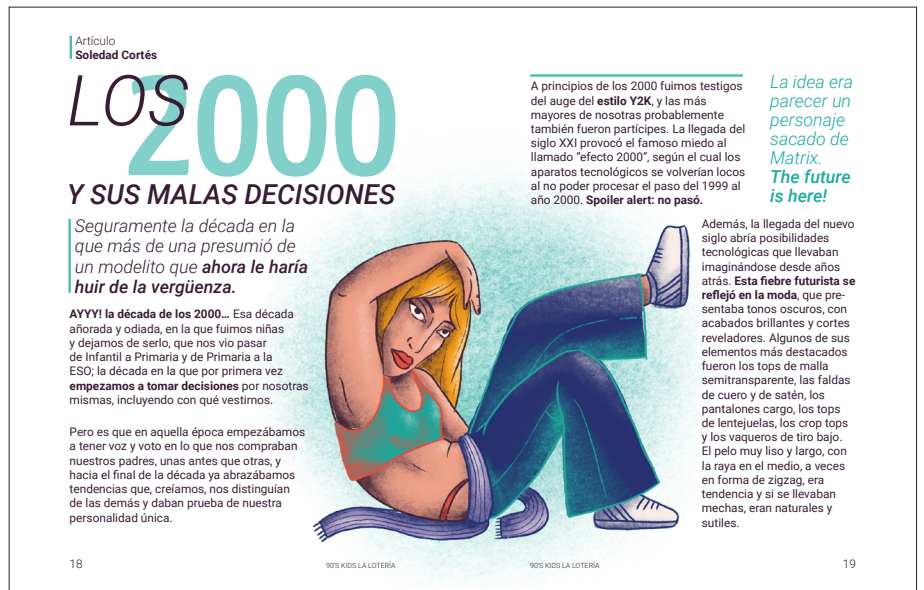 Artículo
Soledad Cortés
LOS
2000
Y SUS MALAS DECISIONES
Seguramente la década en la
que más de una presumió de
un modelito que ahora le haría
huir de la vergüenza.
AYYY! la década de los 2000... Esa década
añorada y odiada, en la que fuimos niñas
y dejamos de serlo, que nos vio pasar
de Infantil a Primaria y de Primaria a la
ESO; la década en la que por primera vez
empezamos a tomar decisiones por nosotras
mismas, incluyendo con qué vestirnos.
Pero es que en aquella época empezábamos
a tener voz y voto en lo que nos compraban
nuestros padres, unas antes que otras, y
hacia el final de la década ya abrazábamos
tendencias que, creíamos, nos distinguían
de las demás y daban prueba de nuestra
personalidad única.
18
90'S KIDS LA LOTERÍA
A principios de los 2000 fuimos testigos
del auge del estilo Y2K, y las más
mayores de nosotras probablemente
también fueron partícipes. La llegada del
siglo XXI provocó el famoso miedo al
llamado "efecto 2000", según el cual los
aparatos tecnológicos se volverían locos
al no poder procesar el paso del 1999 al
año 2000. Spoiler alert: no pasó.
La idea era
parecer un
personaje
sacado de
Matrix.
The future
is here!
Además, la llegada del nuevo
siglo abría posibilidades
tecnológicas que llevaban
imaginándose desde años
atrás. Esta fiebre futurista se
reflejó en la moda, que pre-
sentaba tonos oscuros, con
acabados brillantes y cortes
reveladores. Algunos de sus
elementos más destacados
fueron los tops de malla
semitransparente, las faldas
de cuero y de satén, los
pantalones cargo, los tops
de lentejuelas, los crop tops
y los vaqueros de tiro bajo.
El pelo muy liso y largo, con
la raya en el medio, a veces
en forma de zigzag, era
tendencia y si se llevaban
mechas, eran naturales y
sutiles.
90'S KIDS LA LOTERÍA
19